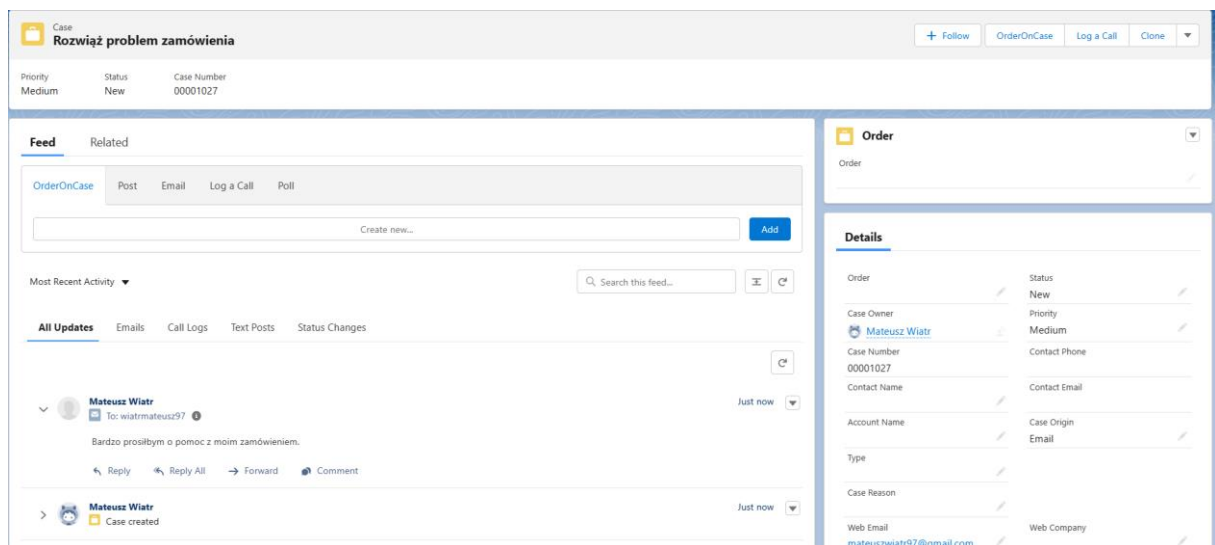 Case
Rozwiąż problem zamówienia
+ Follow
OrderOnCase
Log a Call
Clone
Priority
Status
Case Number
Medium
New
00001027
Feed
Related
OrderOnCase
Post
Email
Log a Call
Poll
Create new...
Add
Most Recent Activity
Search this feed...
All Updates
Emails
Call Logs
Text Posts
Status Changes
Mateusz Wiatr
Just now
To: wiatrmateusz97
Bardzo prosiłbym o pomoc z moim zamówieniem.
Reply
Reply All
Forward
Comment
Mateusz Wiatr
Just now
Case created
Order
Order
Details
Order
Status
New
Case Owner
Priority
Mateusz Wiatr
Medium
Case Number
Contact Phone
00001027
Contact Name
Contact Email
Account Name
Case Origin
Email
Type
Case Reason
Web Email
Web Company
mateuszwiatr97@gmail.com